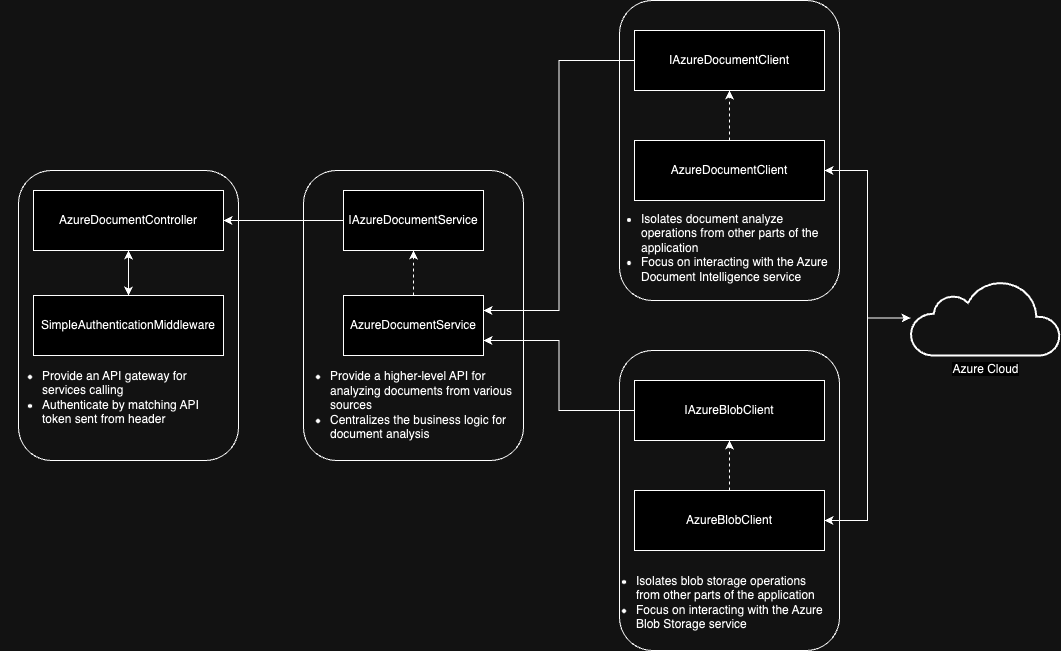 IAzureDocumentClient
AzureDocumentClient
• Isolates document analyze
operations from other parts of the
application
• Focus on interacting with the Azure
Document Intelligence service
AzureDocumentController
SimpleAuthenticationMiddleware
• Provide an API gateway for
services calling
• Authenticate by matching API
token sent from header
IAzureDocumentService
AzureDocumentService
• Provide a higher-level API for
analyzing documents from various
sources
• Centralizes the business logic for
document analysis
Azure Cloud
IAzureBlobClient
AzureBlobClient
• Isolates blob storage operations
from other parts of the application
• Focus on interacting with the Azure
Blob Storage service